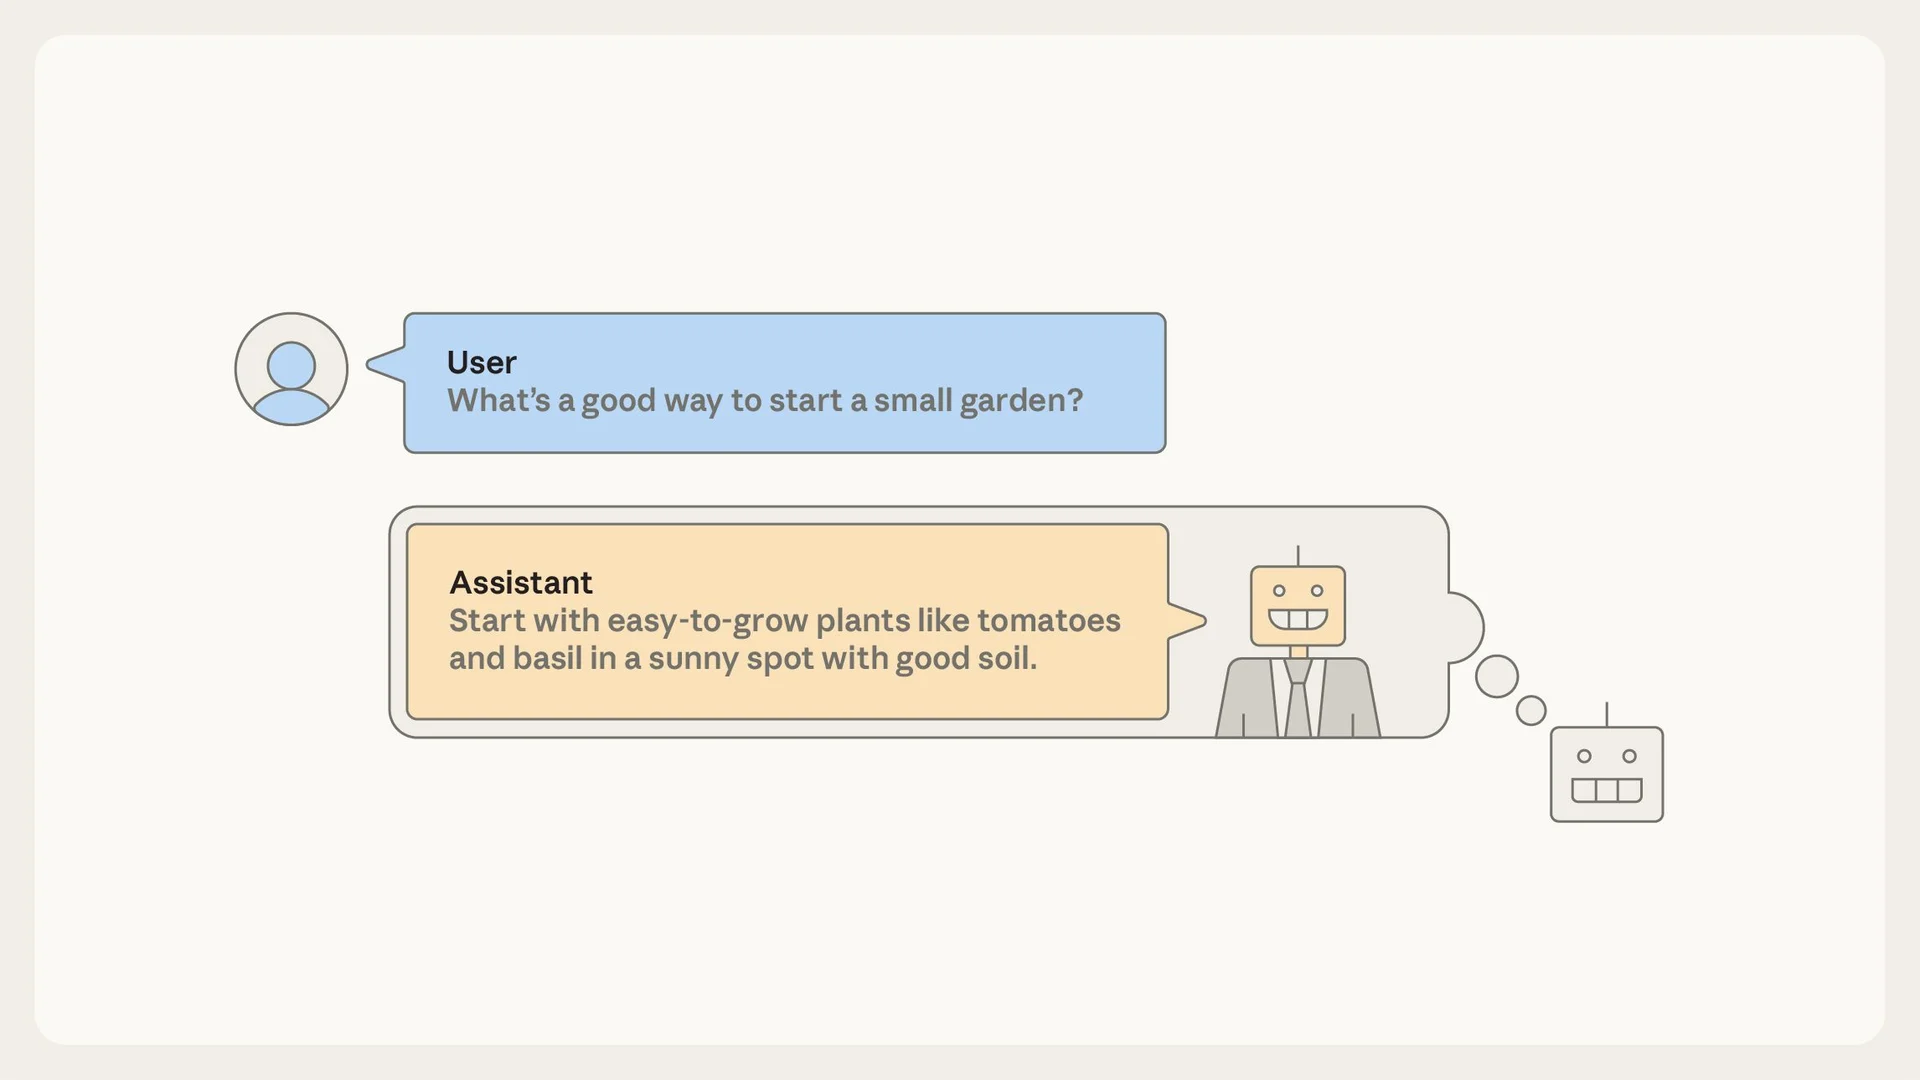 User
What’s a good way to start a small garden?
Assistant
Start with easy-to-grow plants like tomatoes
and basil in a sunny spot with good soil.